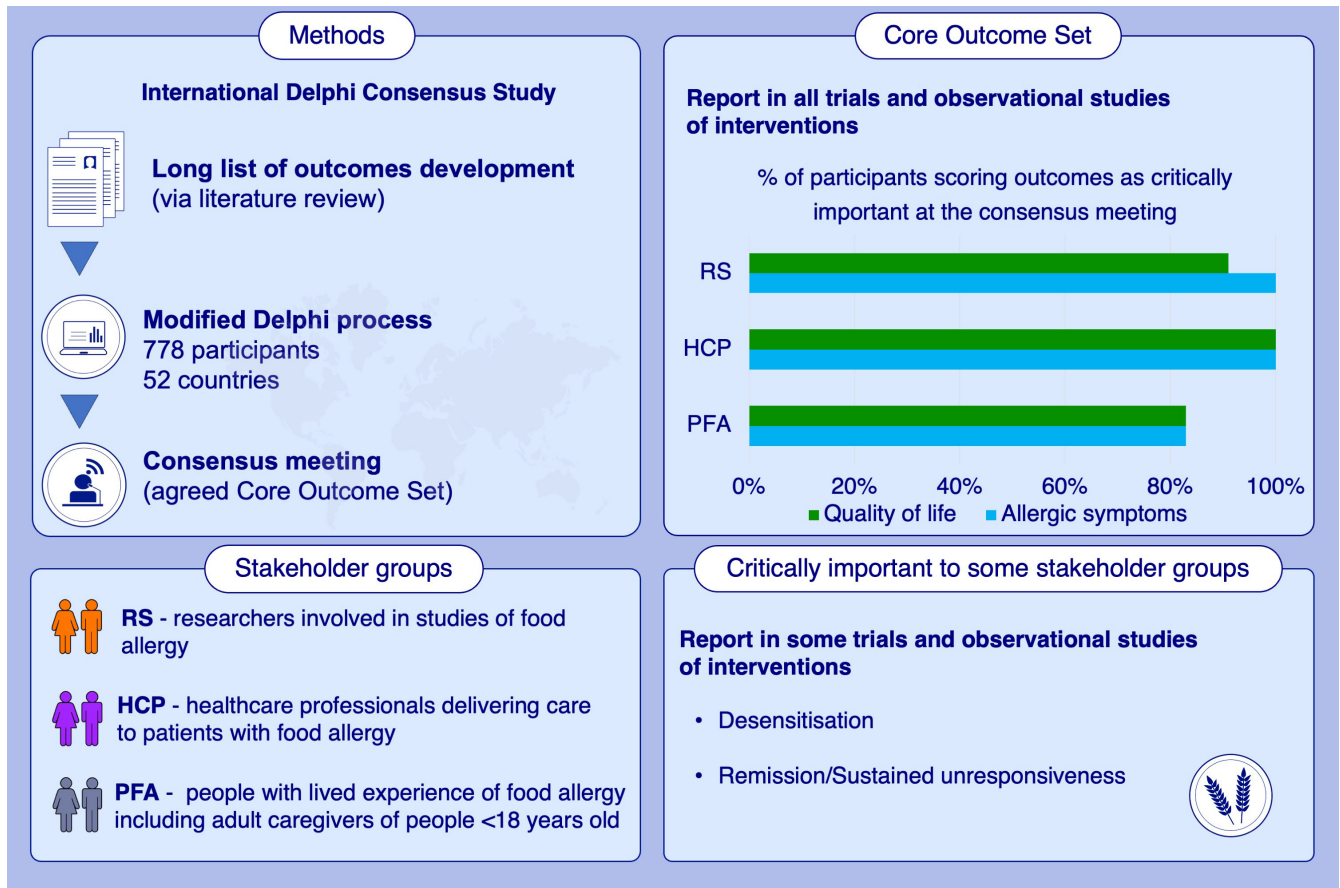 Methods
International Delphi Consensus Study
Long list of outcomes development
(via literature review)
Modified Delphi process
778 participants
52 countries
Consensus meeting
(agreed Core Outcome Set)
Core Outcome Set
Report in all trials and observational studies
of interventions
% of participants scoring outcomes as critically
important at the consensus meeting
RS
HCP
PFA
0% 20% 40% 60% 80% 100%
Quality of life Allergic symptoms
Stakeholder groups
RS - researchers involved in studies of food
allergy
HCP - healthcare professionals delivering care
to patients with food allergy
PFA - people with lived experience of food allergy
including adult caregivers of people <18 years old
Critically important to some stakeholder groups
Report in some trials and observational studies
of interventions
• Desensitisation
• Remission/Sustained unresponsiveness